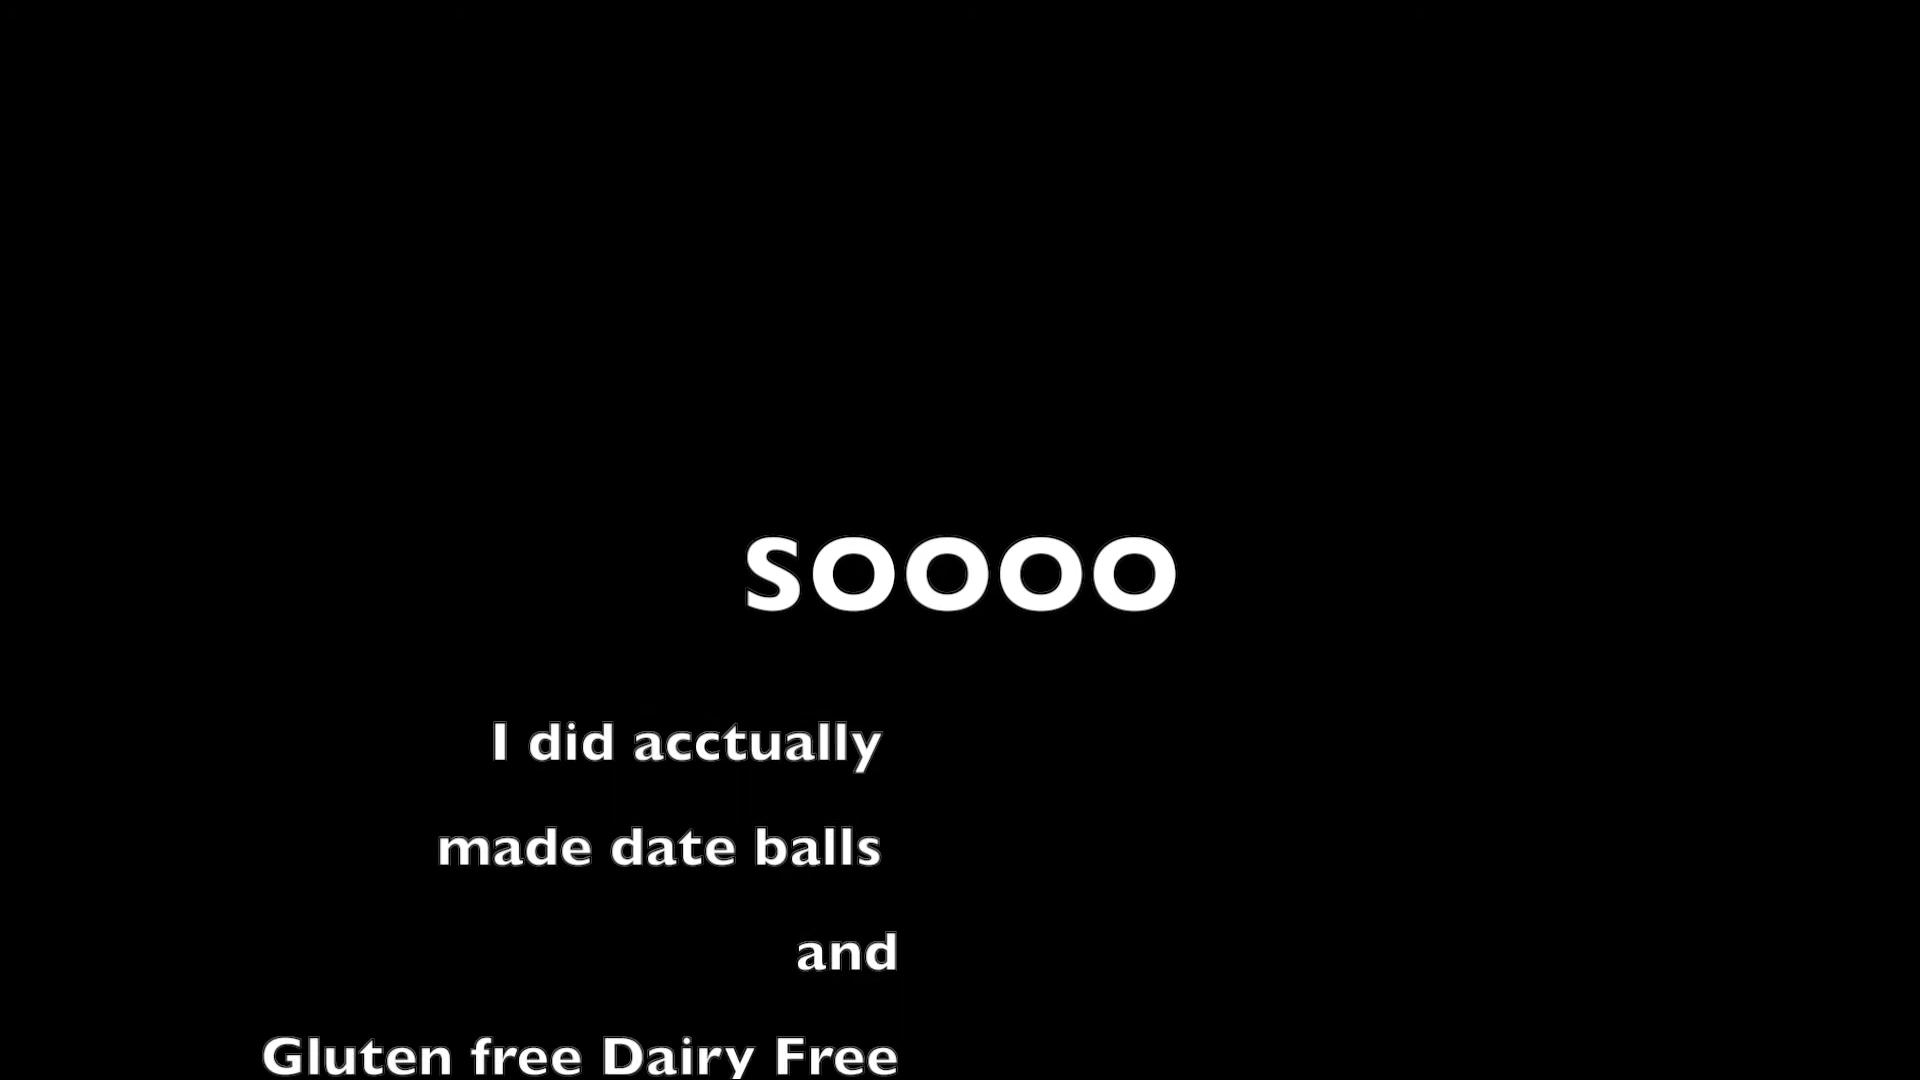 soooo
I did acctually
made date balls
and
Gluten free Dairy Free